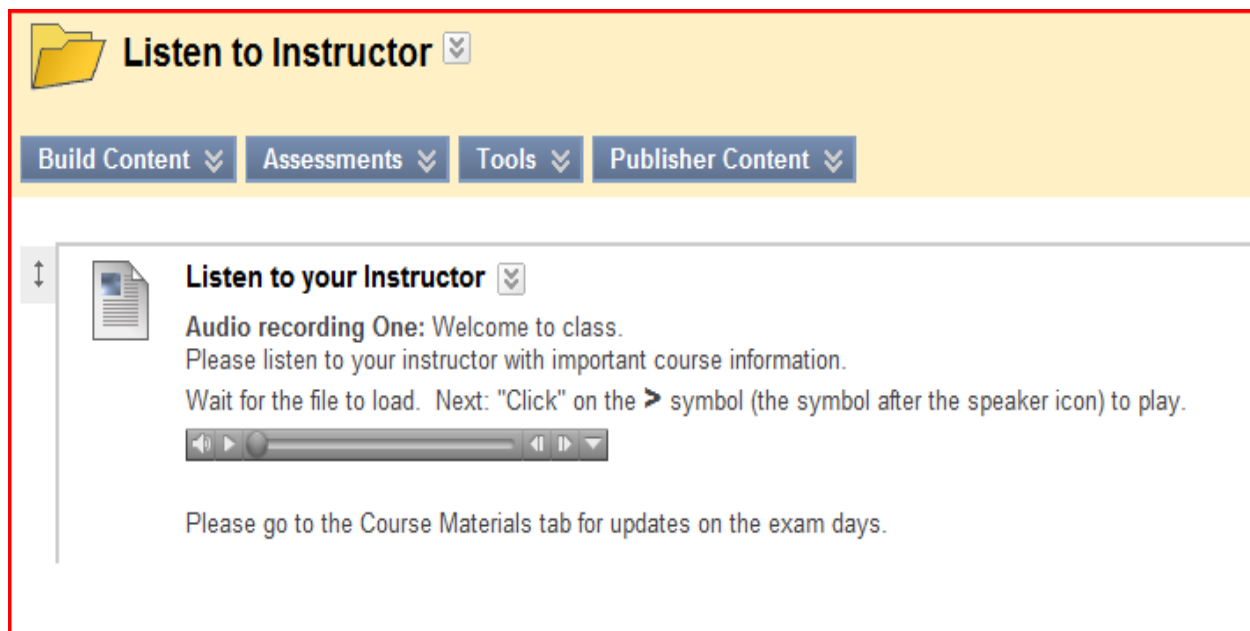 Listen to Instructor
Build Content Assessments Tools Publisher Content
Listen to your Instructor
Audio recording One: Welcome to class.
Please listen to your instructor with important course information.
Wait for the file to load.  Next: "Click" on the > symbol (the symbol after the speaker icon) to play.
Please go to the Course Materials tab for updates on the exam days.